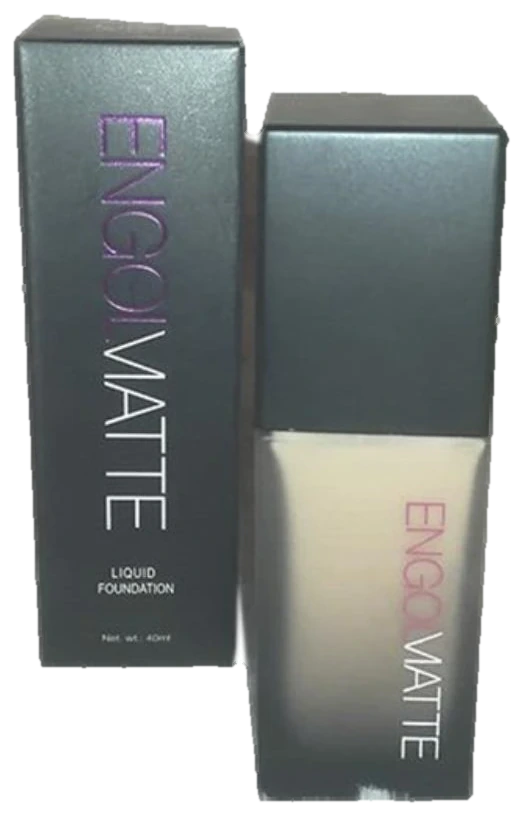 ENGOLMATTE
LIQUID
FOUNDATION
Net. wt.: 40ml
ENGOLMATTE